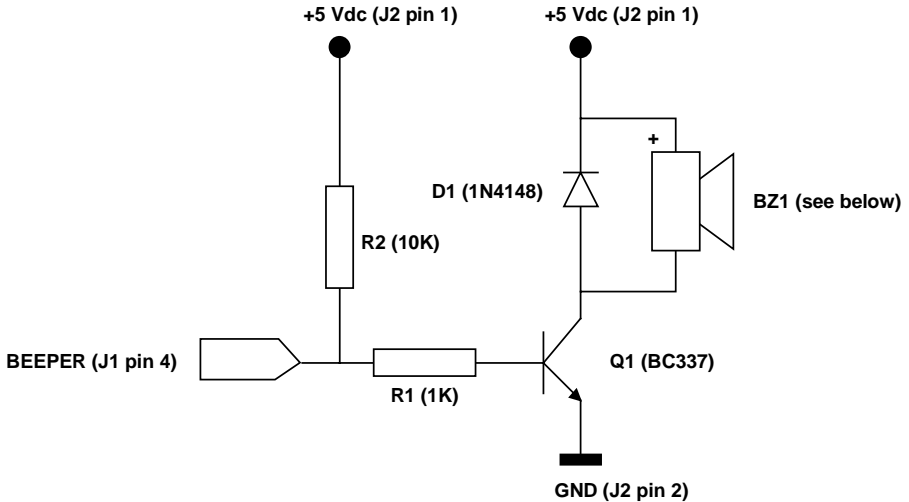 +5 Vdc (J2 pin 1)
+5 Vdc (J2 pin 1)
+
D1 (1N4148)
BZ1 (see below)
R2 (10K)
BEEPER (J1 pin 4)
Q1 (BC337)
R1 (1K)
GND (J2 pin 2)